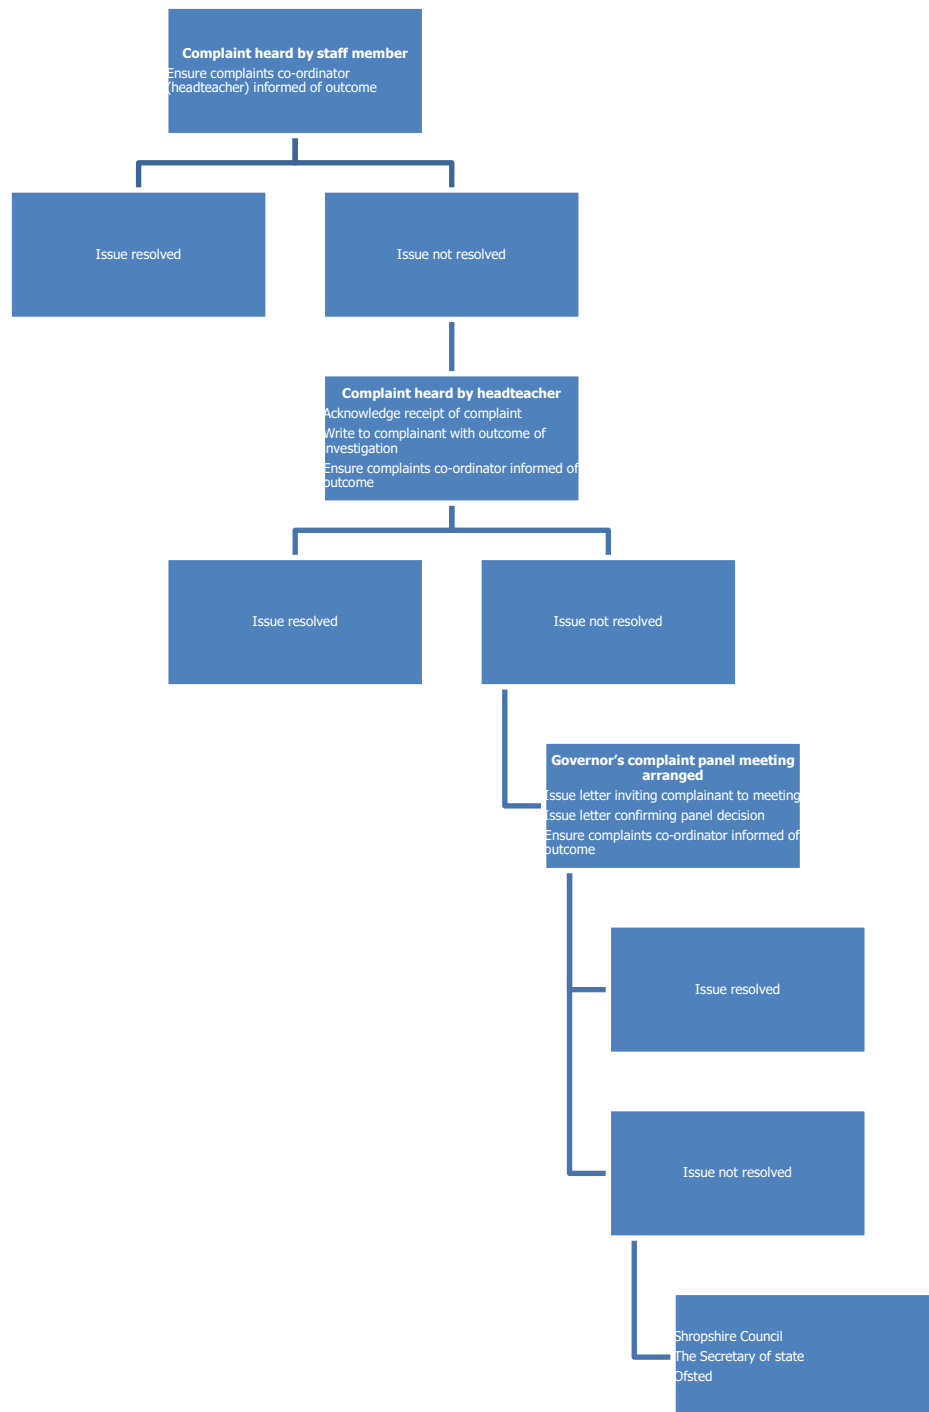 Complaint heard by staff member
Ensure complaints co-ordinator
(headteacher) informed of outcome
Issue resolved
Issue not resolved
Complaint heard by headteacher
Acknowledge receipt of complaint
Write to complainant with outcome of
investigation
Ensure complaints co-ordinator informed of
outcome
Issue resolved
Issue not resolved
Governor’s complaint panel meeting
arranged
Issue letter inviting complainant to meeting
Issue letter confirming panel decision
Ensure complaints co-ordinator informed of
outcome
Issue resolved
Issue not resolved
Shropshire Council
The Secretary of state
Ofsted